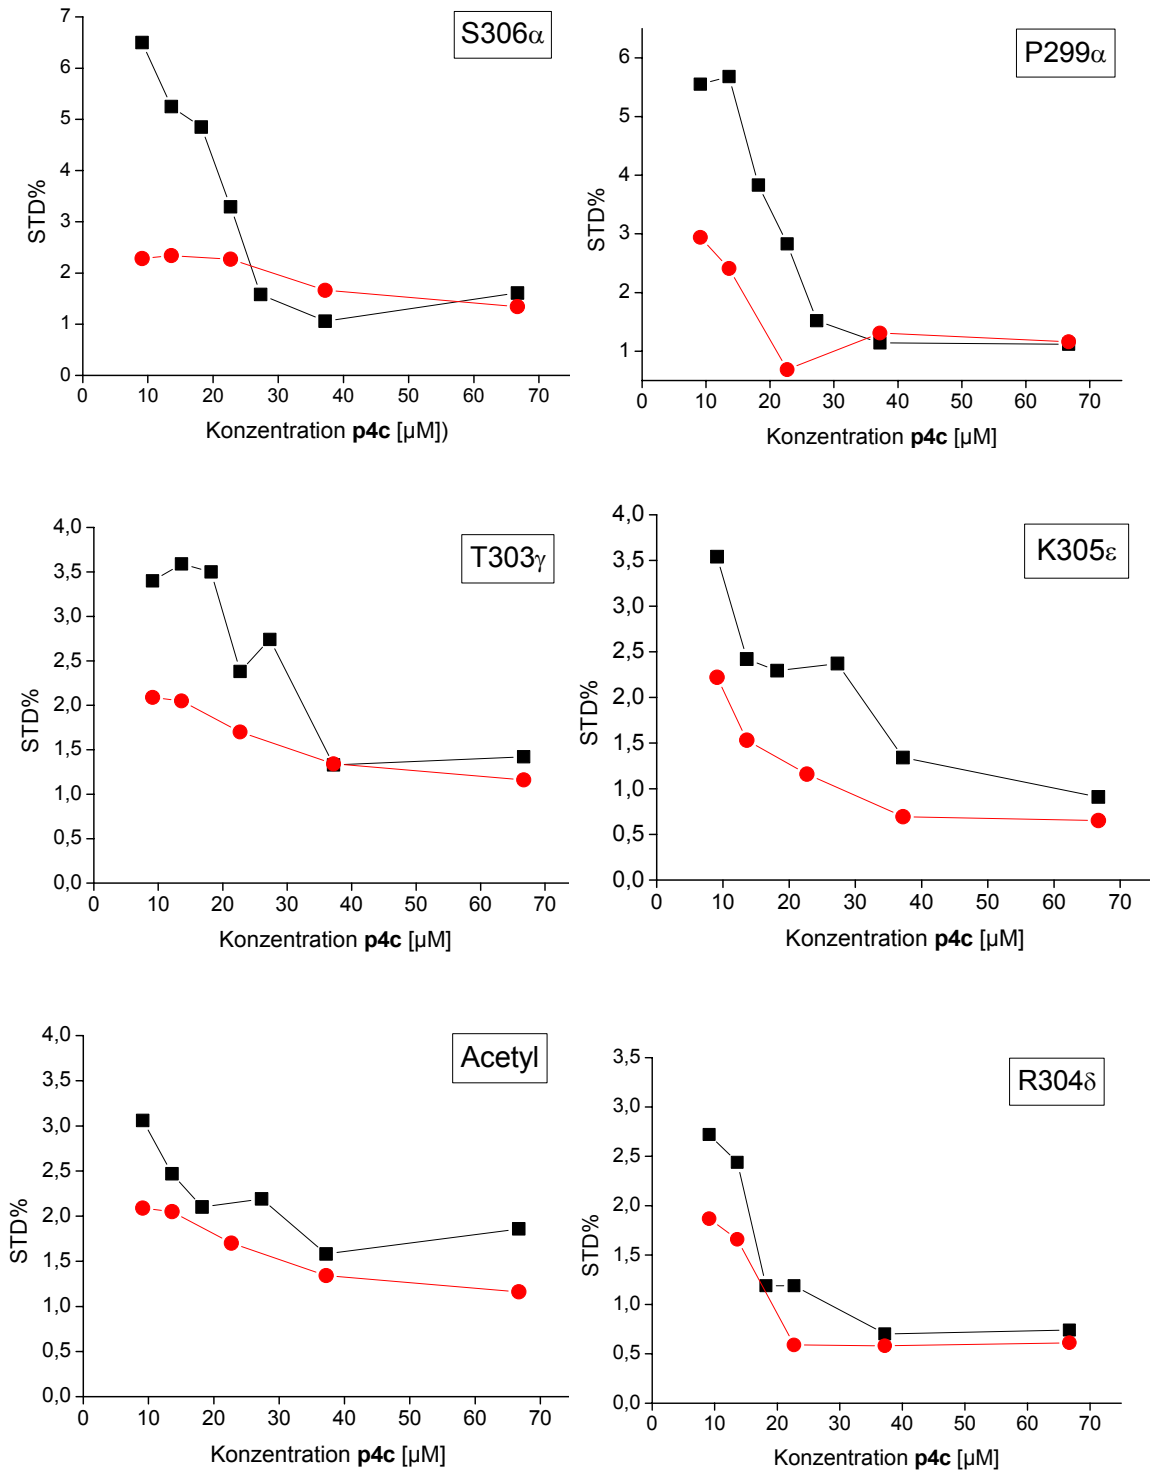 S306α
7
6
5
4
3
2
1
0
STD%
0 10 20 30 40 50 60 70
Konzentration p4c [µM])
P299α
6
5
4
3
2
1
STD%
0 10 20 30 40 50 60 70
Konzentration p4c [µM]
T303γ
4,0
3,5
3,0
2,5
2,0
1,5
1,0
0,5
0,0
STD%
0 10 20 30 40 50 60 70
Konzentration p4c [µM]
K305ε
4,0
3,5
3,0
2,5
2,0
1,5
1,0
0,5
0,0
STD%
0 10 20 30 40 50 60 70
Konzentration p4c [µM]
Acetyl
4,0
3,5
3,0
2,5
2,0
1,5
1,0
0,5
0,0
STD%
0 10 20 30 40 50 60 70
Konzentration p4c [µM]
R304δ
3,5
3,0
2,5
2,0
1,5
1,0
0,5
0,0
STD%
0 10 20 30 40 50 60 70
Konzentration p4c [µM]